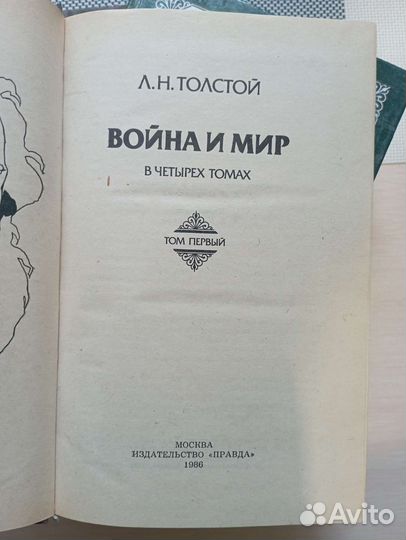 Л.Н.ТОЛСТОЙ
ВОЙНА И МИР
В ЧЕТЫРЕХ ТОМАХ
ТОМ ПЕРВЫЙ
МОСКВА
ИЗДАТЕЛЬСТВО «ПРАВДА»
1986
Avito